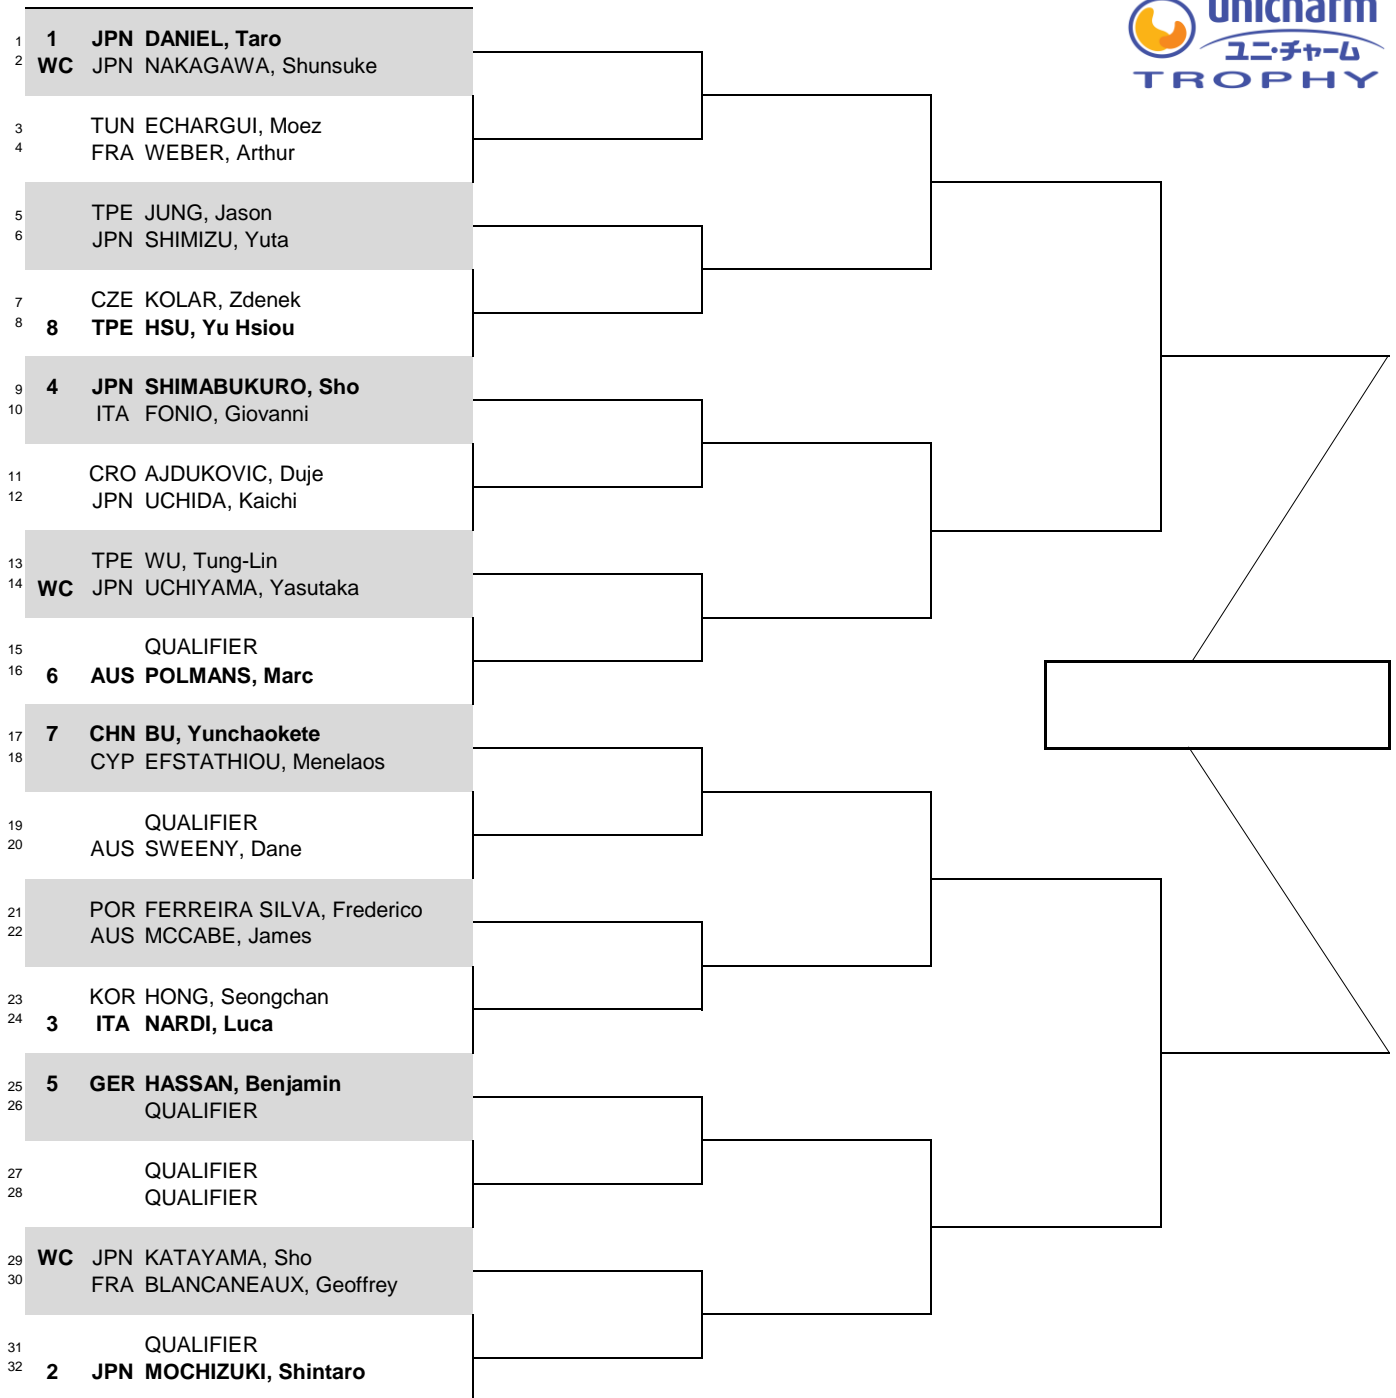 unicharm
ユニ・チャーム
TROPHY
1 1 JPN DANIEL, Taro
2 WC JPN NAKAGAWA, Shunsuke
3 TUN ECHARGUI, Moez
4 FRA WEBER, Arthur
5 TPE JUNG, Jason
6 JPN SHIMIZU, Yuta
7 CZE KOLAR, Zdenek
8 8 TPE HSU, Yu Hsiou
9 4 JPN SHIMABUKURO, Sho
10 ITA FONIO, Giovanni
11 CRO AJDUKOVIC, Duje
12 JPN UCHIDA, Kaichi
13 TPE WU, Tung-Lin
14 WC JPN UCHIYAMA, Yasutaka
15 QUALIFIER
16 6 AUS POLMANS, Marc
17 7 CHN BU, Yunchaokete
18 CYP EFSTATHIOU, Menelaos
19 QUALIFIER
20 AUS SWEENY, Dane
21 POR FERREIRA SILVA, Frederico
22 AUS MCCABE, James
23 KOR HONG, Seongchan
24 3 ITA NARDI, Luca
25 5 GER HASSAN, Benjamin
26 QUALIFIER
27 QUALIFIER
28 QUALIFIER
29 WC JPN KATAYAMA, Sho
30 FRA BLANCANEAUX, Geoffrey
31 QUALIFIER
32 2 JPN MOCHIZUKI, Shintaro